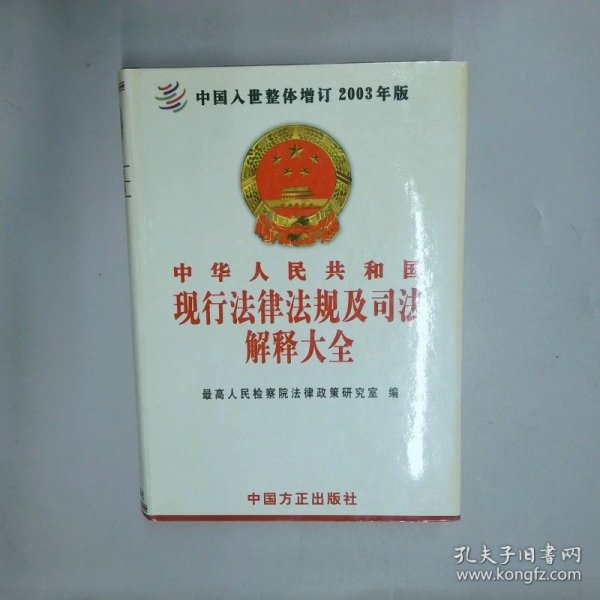 中国入世整体增订 2003年版
中华人民共和国
现行法律法规及司法
解释大全
最高人民检察院法律政策研究室 编
中国方正出版社
孔夫子旧书网
www.kongfz.com